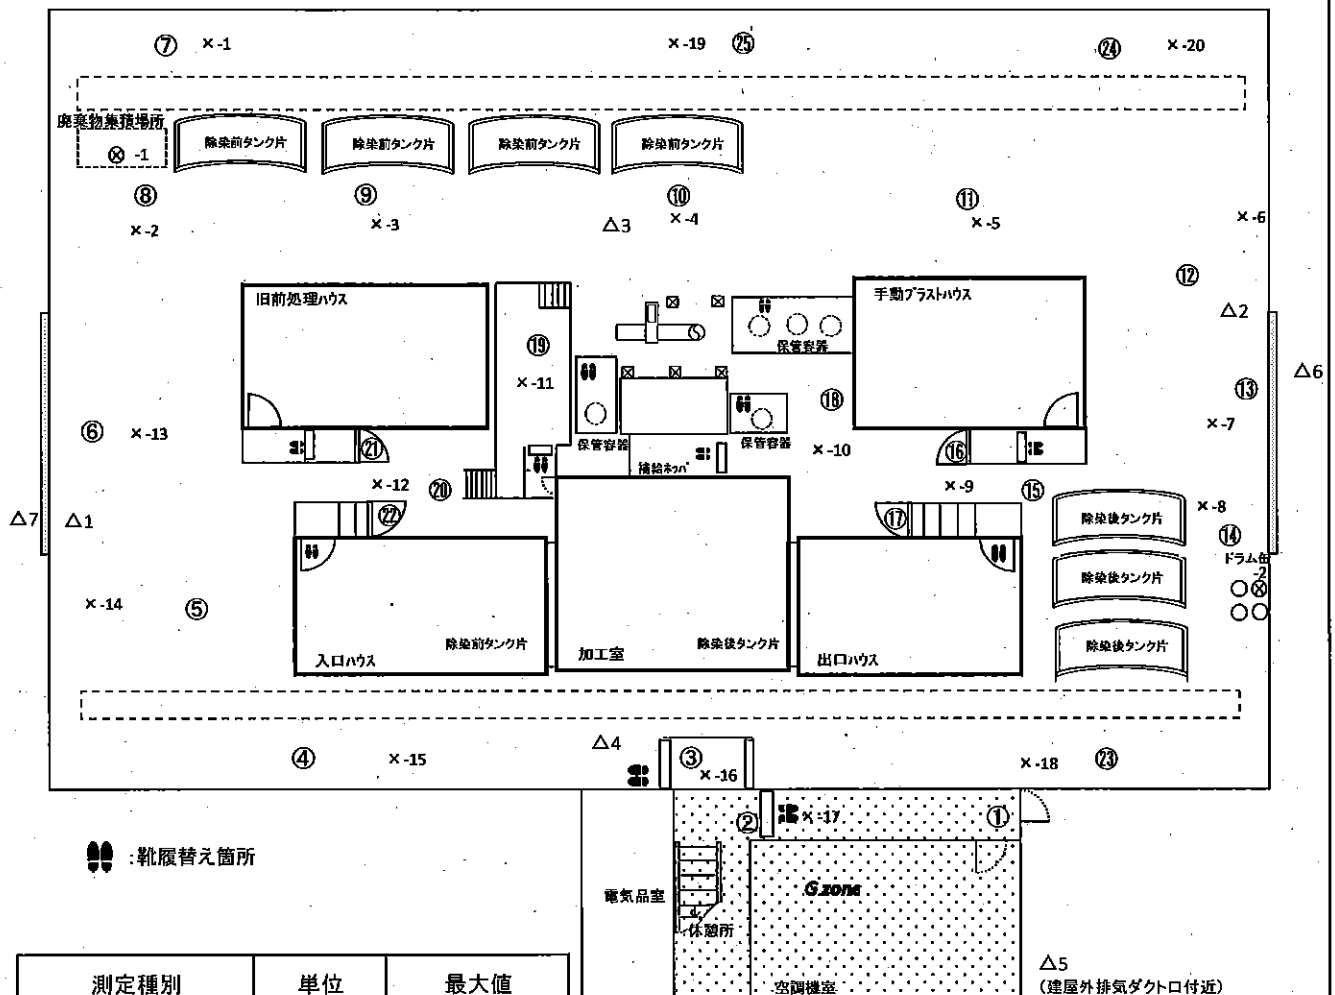 ⑦ ×-1 ×-19 ㉕ ㉔ ×-20
廃棄物集積場所
⊗ -1
除染前タンク片 除染前タンク片 除染前タンク片 除染前タンク片
⑧ ⑨ ⑩ ⑪
×-2 ×-3 △3 ×-4 ×-5 ×-6
⑫
旧前処理ハウス 手動ブラストハウス
△2
⑲ 保管容器
×-11 ⑱ ⑬ △6
⑥ ×-13 ㉑ 保管容器 保管容器 ×-10 ⑯ ×-7
補給ホッパ
×-12 ⑳ ×-9 ⑮
△7 △1 ㉒ ⑰ 除染後タンク片 ×-8
⑭
ドラム缶
-2
除染後タンク片
×-14 ⑤
入口ハウス 除染前タンク片 加工室 除染後タンク片 出口ハウス 除染後タンク片
④ ×-15 △4 ③ ×-16 ×-18 ㉓
② ×-17 ①
:靴履替え箇所
電気品室 G zone
休憩所
測定種別 単位 最大値
空調機室
△5
(建屋外排気ダクト口付近)